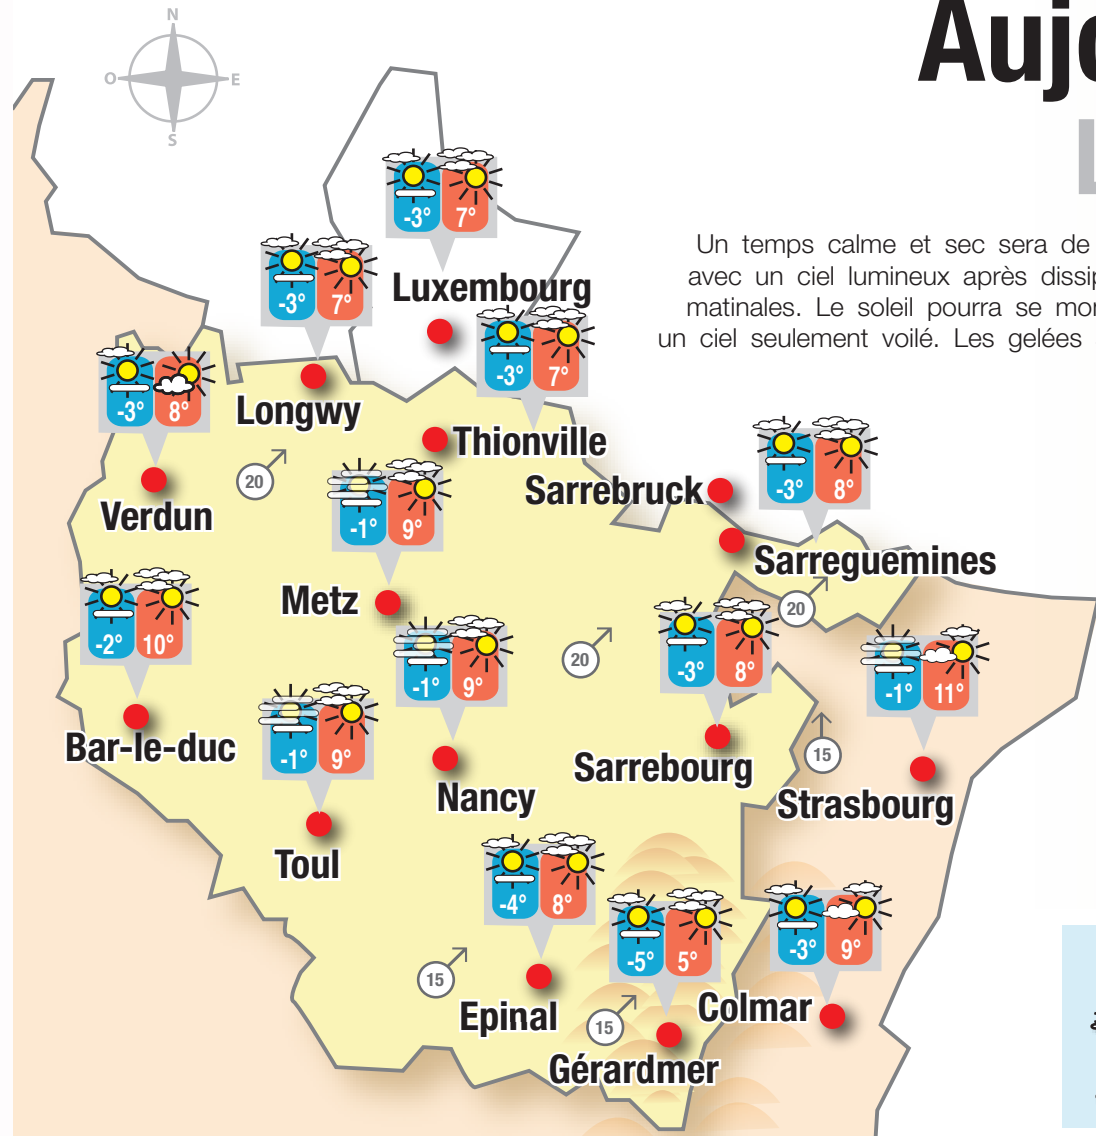 N
O
E
S
Aujo
Un temps calme et sec sera de
avec un ciel lumineux après dissip
matinales. Le soleil pourra se mon
un ciel seulement voilé. Les gelées
-3° 7°
Luxembourg
-3° 7°
Longwy
-3° 7°
Thionville
-3° 8°
Verdun
20
-3° 8°
Sarrebruck
Sarreguemines
-1° 9°
Metz
20
-2° 10°
Bar-le-duc
20
-3° 8°
Sarrebourg
-1° 9°
Nancy
-1° 11°
Strasbourg
15
-1° 9°
Toul
-4° 8°
Epinal
15
-5° 5°
Gérardmer
15
-3° 9°
Colmar